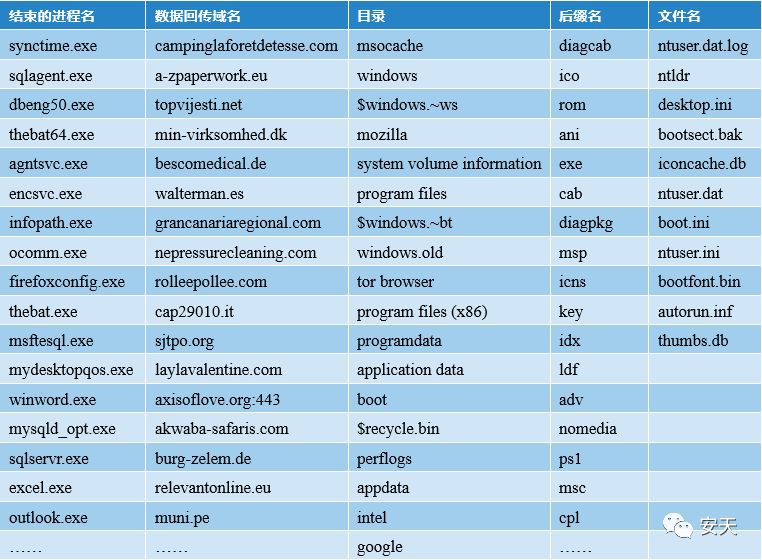 结束的进程名 数据回传域名 目录 后缀名 文件名
synctime.exe campinglaforetdetesse.com msocache diagcab ntuser.dat.log
sqlagent.exe a-zpaperwork.eu windows ico ntldr
dbeng50.exe topvijesti.net $windows.~ws rom desktop.ini
thebat64.exe min-virksomhed.dk mozilla ani bootsect.bak
agntsvc.exe bescomedical.de system volume information exe iconcache.db
encsvc.exe walterman.es program files cab ntuser.dat
infopath.exe grancanariaregional.com $windows.~bt diagpkg boot.ini
ocomm.exe nepressurecleaning.com windows.old msp ntuser.ini
firefoxconfig.exe rolleepollee.com tor browser icns bootfont.bin
thebat.exe cap29010.it program files (x86) key autorun.inf
msftesql.exe sjtpo.org programdata idx thumbs.db
mydesktopqos.exe laylavalentine.com application data ldf
winword.exe axisoflove.org:443 boot adv
mysqld_opt.exe akwaba-safaris.com $recycle.bin nomedia
sqlservr.exe burg-zelem.de perflogs ps1
excel.exe relevantonline.eu appdata msc
outlook.exe muni.pe intel cpl
…… …… google ……
安天